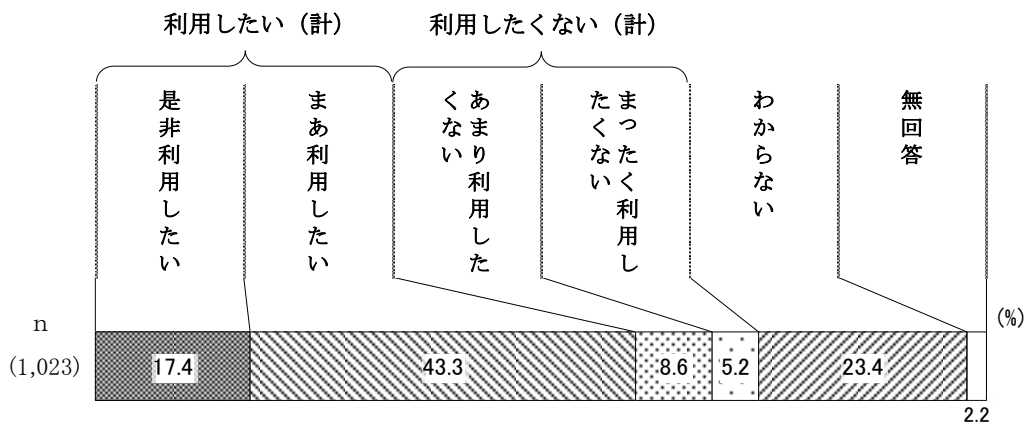 利用したい（計）
利用したくない（計）
是非利用したい
まあ利用したい
あまり利用した
くない
まったく利用し
たくない
わからない
無回答
(%)
n
(1,023)
17.4
43.3
8.6
5.2
23.4
2.2